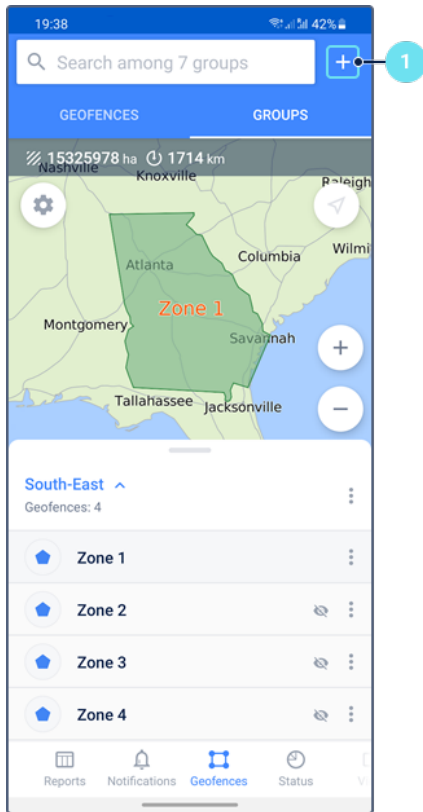 19:38
42%
Search among 7 groups
1
GEOFENCES
GROUPS
15325978 ha 1714 km
Nashville
Knoxville
Raleigh
Atlanta
Columbia
Wilmi
Zone 1
Montgomery
Savannah
Tallahassee
Jacksonville
South-East
Geofences: 4
Zone 1
Zone 2
Zone 3
Zone 4
Reports
Notifications
Geofences
Status